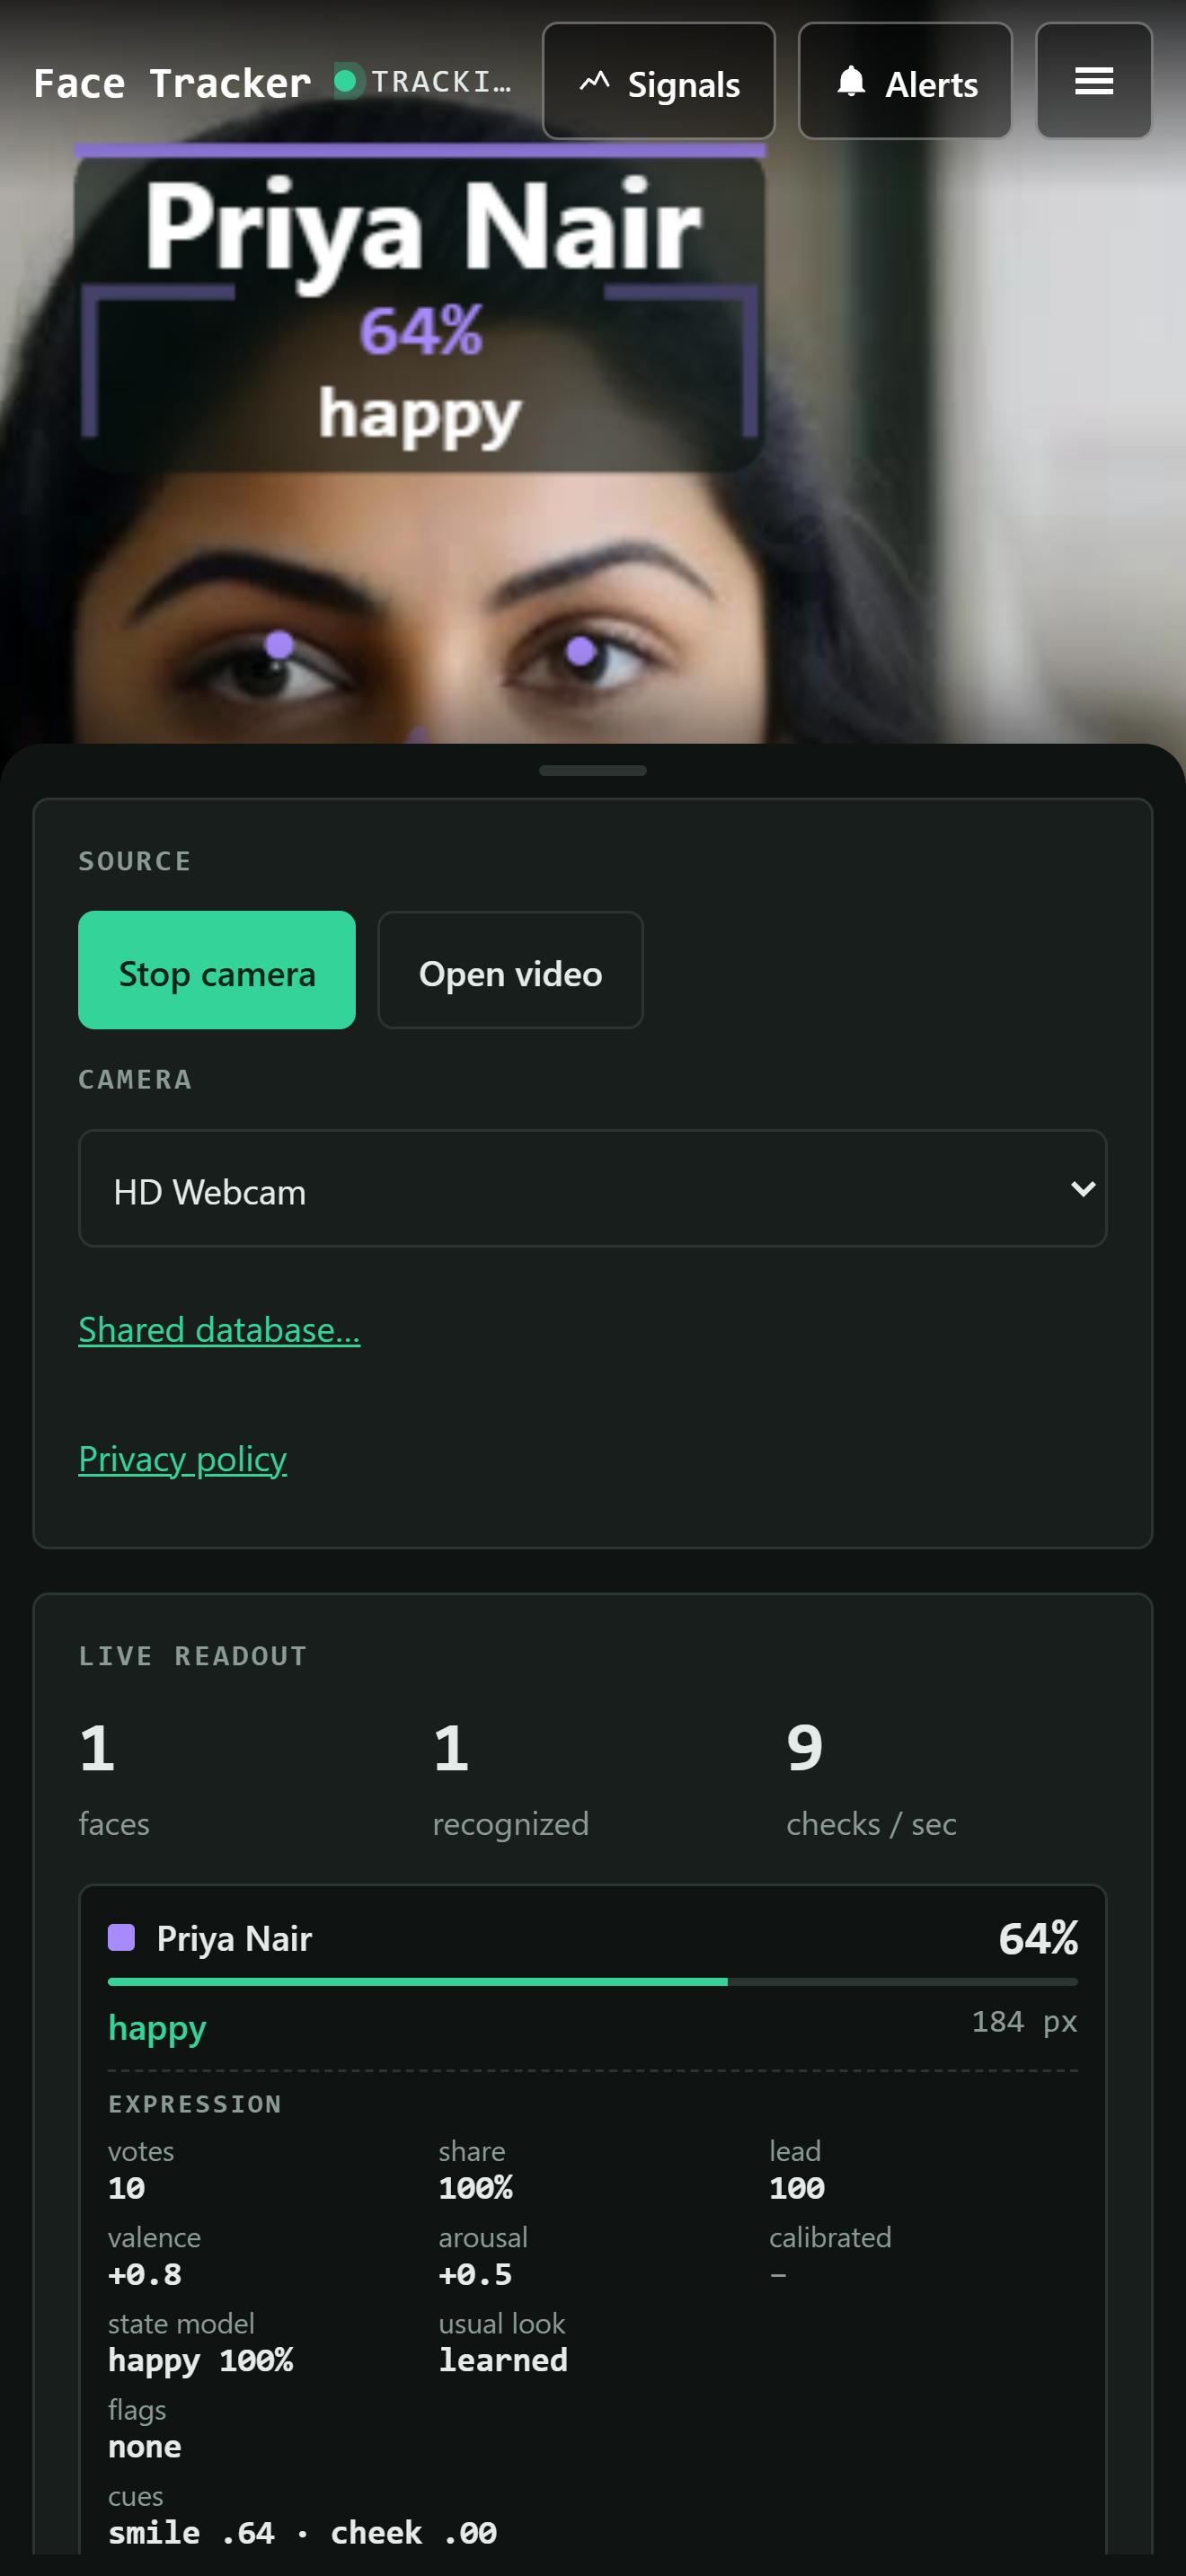 Face Tracker TRACKI… Signals Alerts
Priya Nair
64%
happy
SOURCE
Stop camera Open video
CAMERA
HD Webcam
Shared database...
Privacy policy
LIVE READOUT
1 1 9
faces recognized checks / sec
Priya Nair 64%
happy 184 px
EXPRESSION
votes share lead
10 100% 100
valence arousal calibrated
+0.8 +0.5 –
state model usual look
happy 100% learned
flags
none
cues
smile .64 · cheek .00